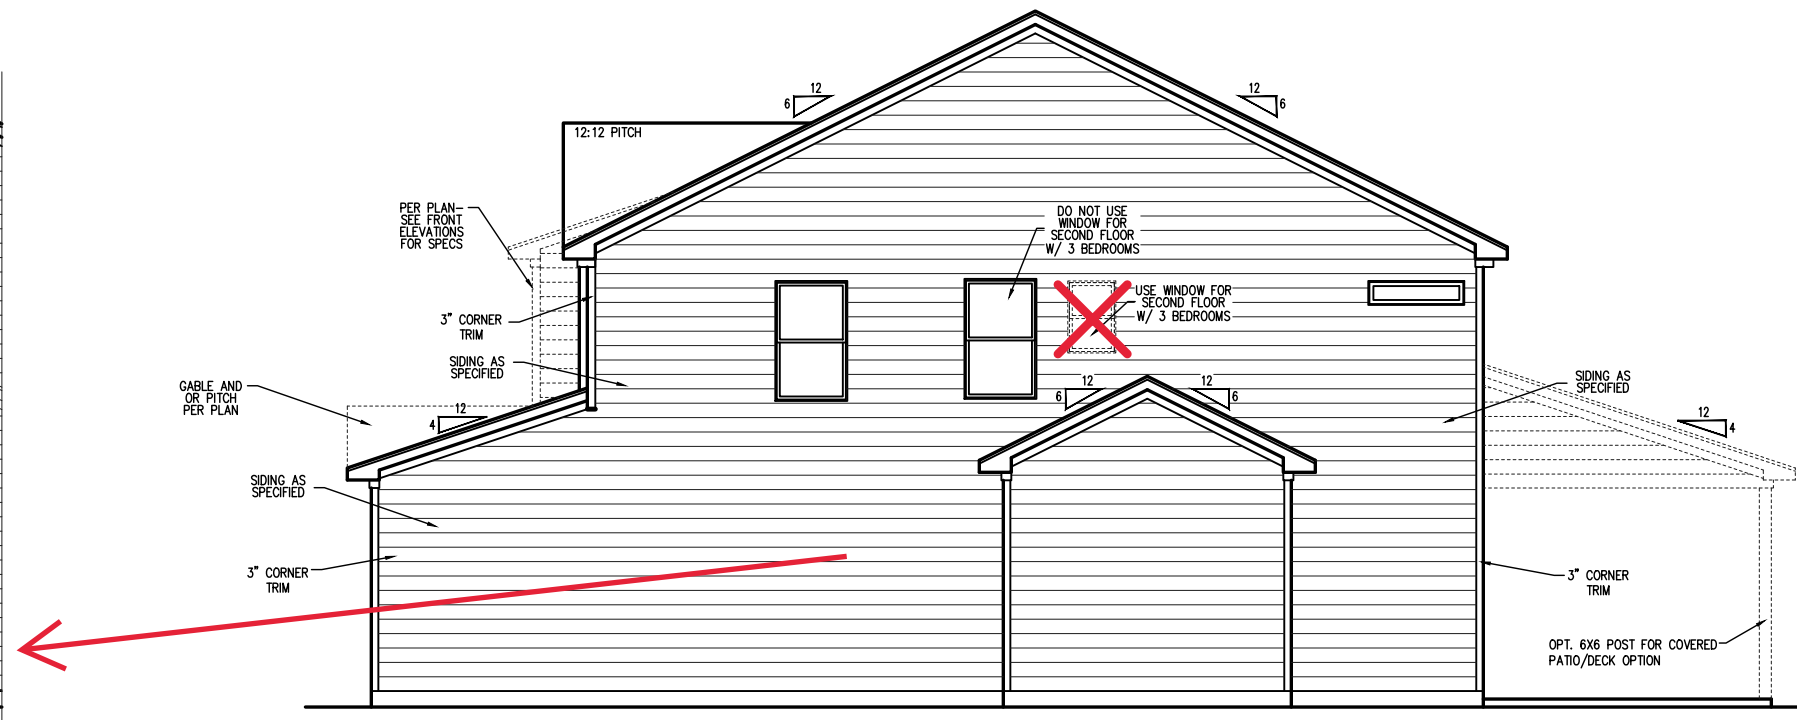 12
6
12
6
12:12 PITCH
PER PLAN-
SEE FRONT
ELEVATIONS
FOR SPECS
DO NOT USE
WINDOW FOR
SECOND FLOOR
W/ 3 BEDROOMS
USE WINDOW FOR
SECOND FLOOR
W/ 3 BEDROOMS
3" CORNER
TRIM
SIDING AS
SPECIFIED
GABLE AND
OR PITCH
PER PLAN
12
4
12
6
12
6
SIDING AS
SPECIFIED
12
4
SIDING AS
SPECIFIED
3" CORNER
TRIM
3" CORNER
TRIM
OPT. 6X6 POST FOR COVERED
PATIO/DECK OPTION